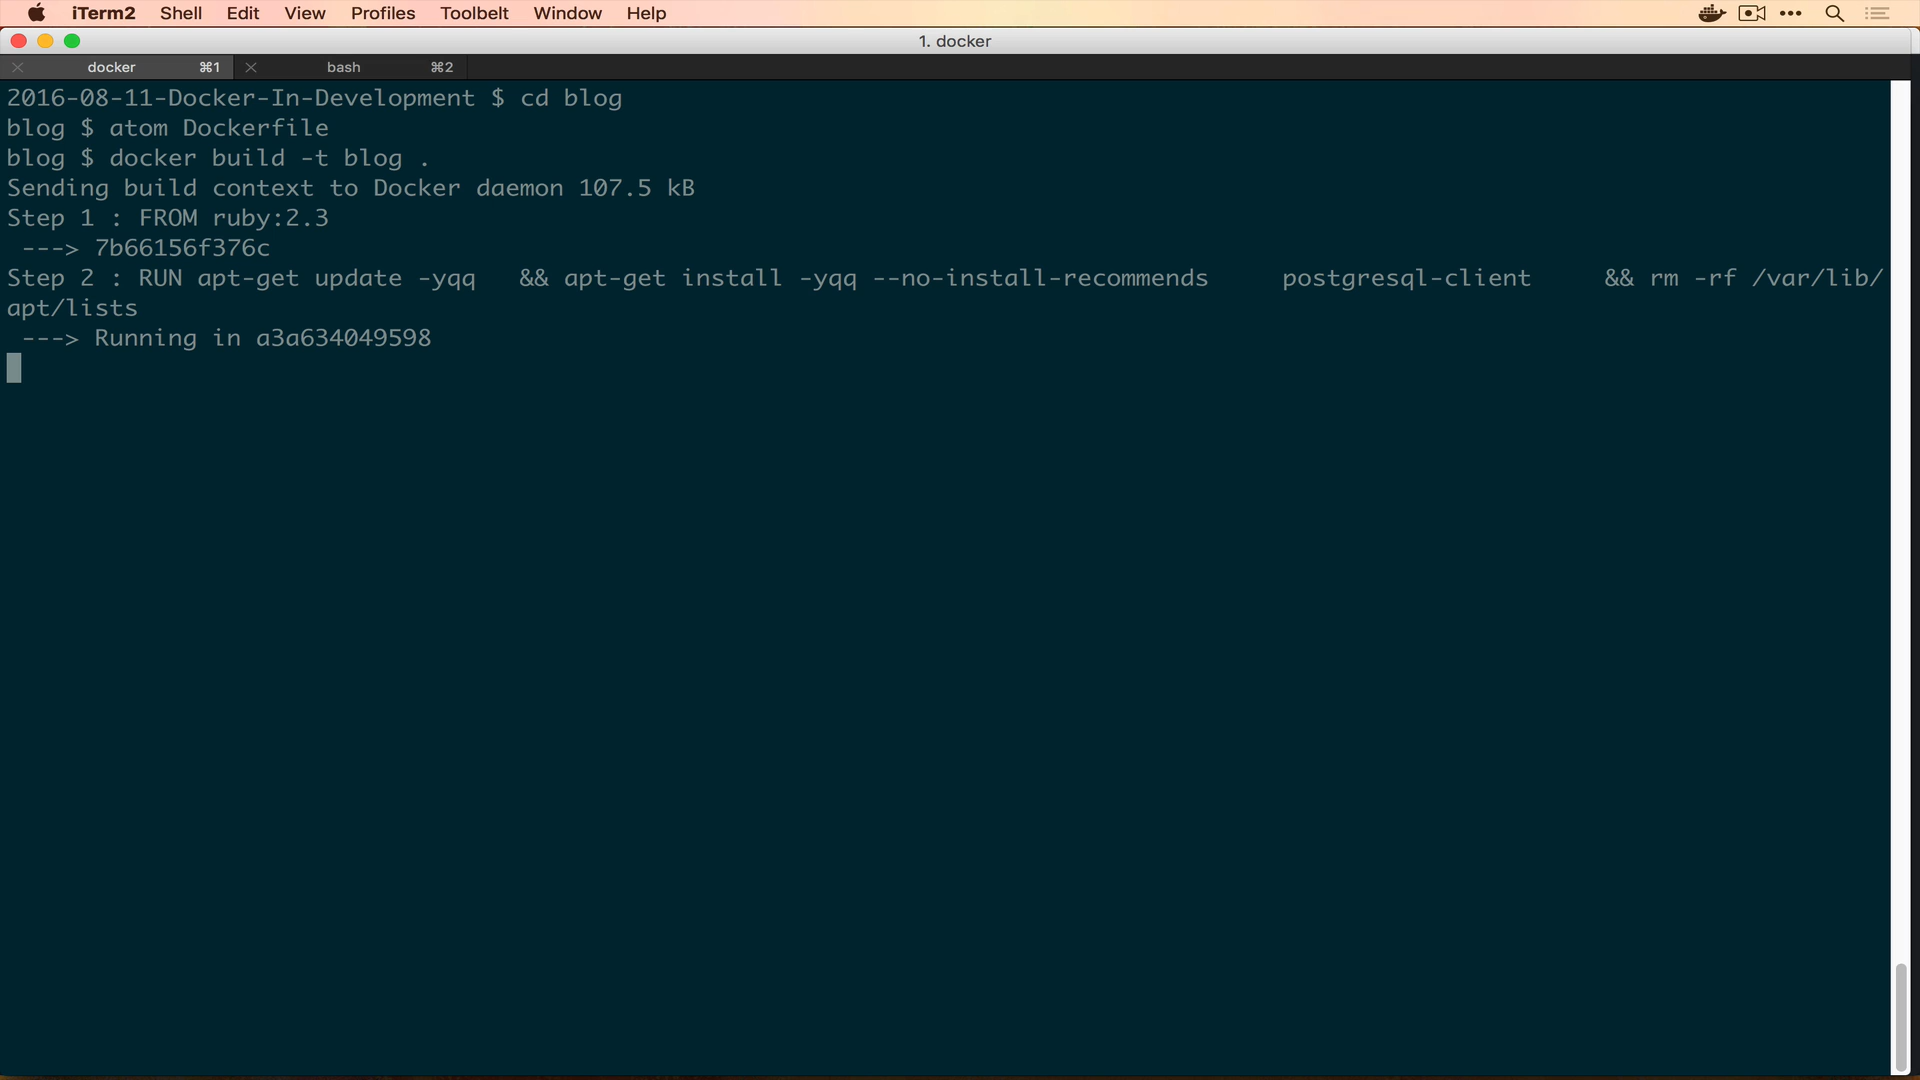 iTerm2 Shell Edit View Profiles Toolbelt Window Help
1. docker
docker ⌘1 bash ⌘2
2016-08-11-Docker-In-Development $ cd blog
blog $ atom Dockerfile
blog $ docker build -t blog .
Sending build context to Docker daemon 107.5 kB
Step 1 : FROM ruby:2.3
 ---> 7b66156f376c
Step 2 : RUN apt-get update -yqq   && apt-get install -yqq --no-install-recommends     postgresql-client     && rm -rf /var/lib/
apt/lists
 ---> Running in a3a634049598